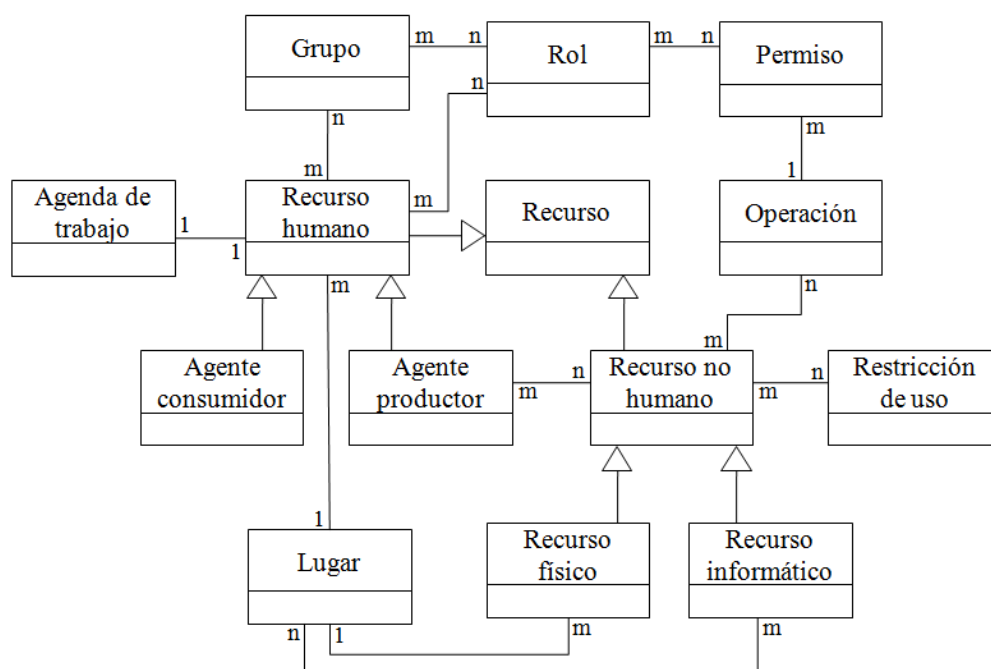 Grupo
m
n
Rol
m
n
Permiso
n
n
m
m
m
1
Agenda de
trabajo
1
1
Recurso
humano
m
Recurso
Operación
m
n
m
Agente
consumidor
Agente
productor
m
n
Recurso no
humano
m
n
Restricción
de uso
1
Lugar
Recurso
físico
Recurso
informático
n
1
m
m